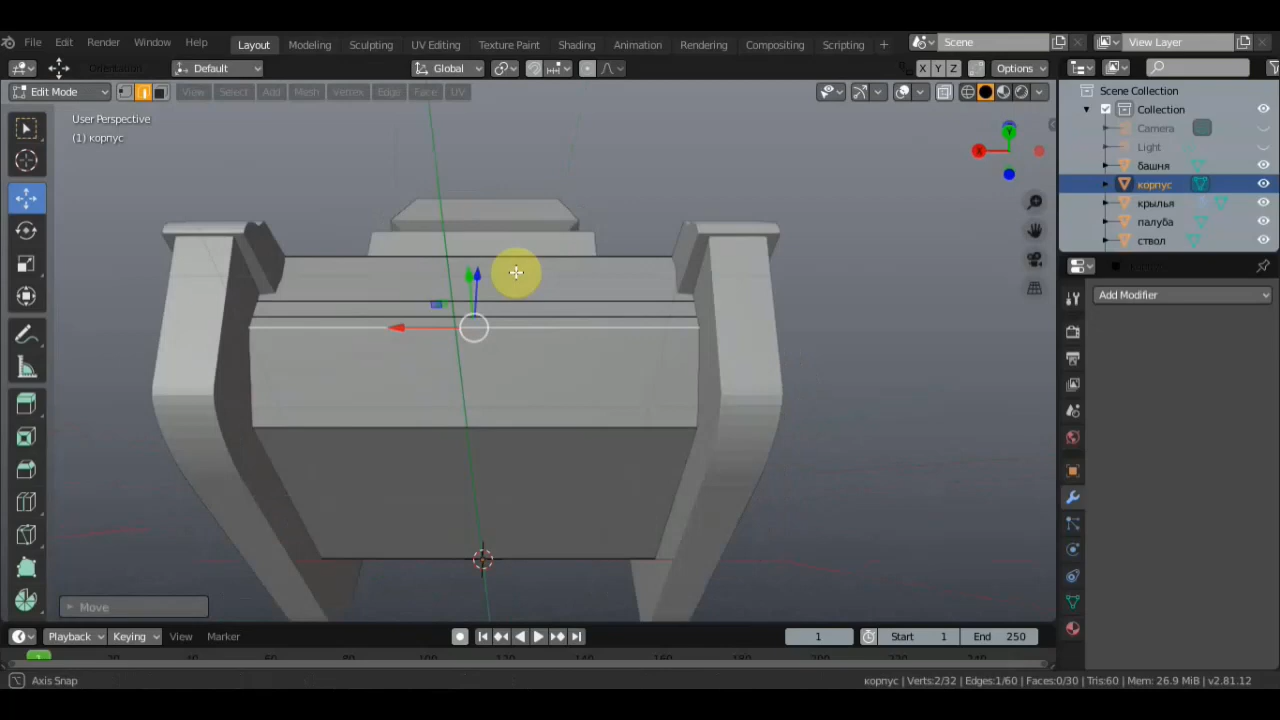 File Edit Render Window Help Layout Modeling Sculpting UV Editing Texture Paint Shading Animation Rendering Compositing Scripting + Scene View Layer
Orientation Default Global X Y Z Options
Edit Mode View Select Add Mesh Vertex Edge Face UV
User Perspective
(1) корпус
Y
X
Scene Collection
Collection
Camera
Light
башня
корпус
крылья
палуба
ствол
Add Modifier
Move
Playback Keying View Marker 1 Start 1 End 250
Axis Snap корпус | Verts:2/32 | Edges:1/60 | Faces:0/30 | Tris:60 | Mem: 26.9 MiB | v2.81.12